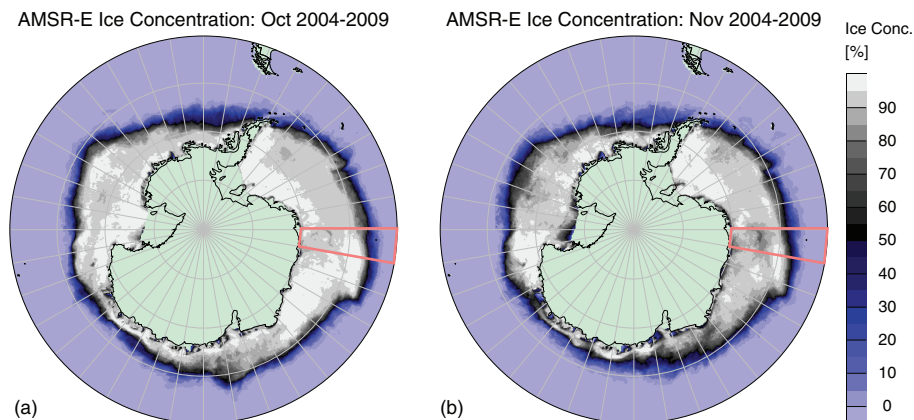 AMSR-E Ice Concentration: Oct 2004-2009
AMSR-E Ice Concentration: Nov 2004-2009
Ice Conc.
[%]
90
80
70
60
50
40
30
20
10
0
(a)
(b)